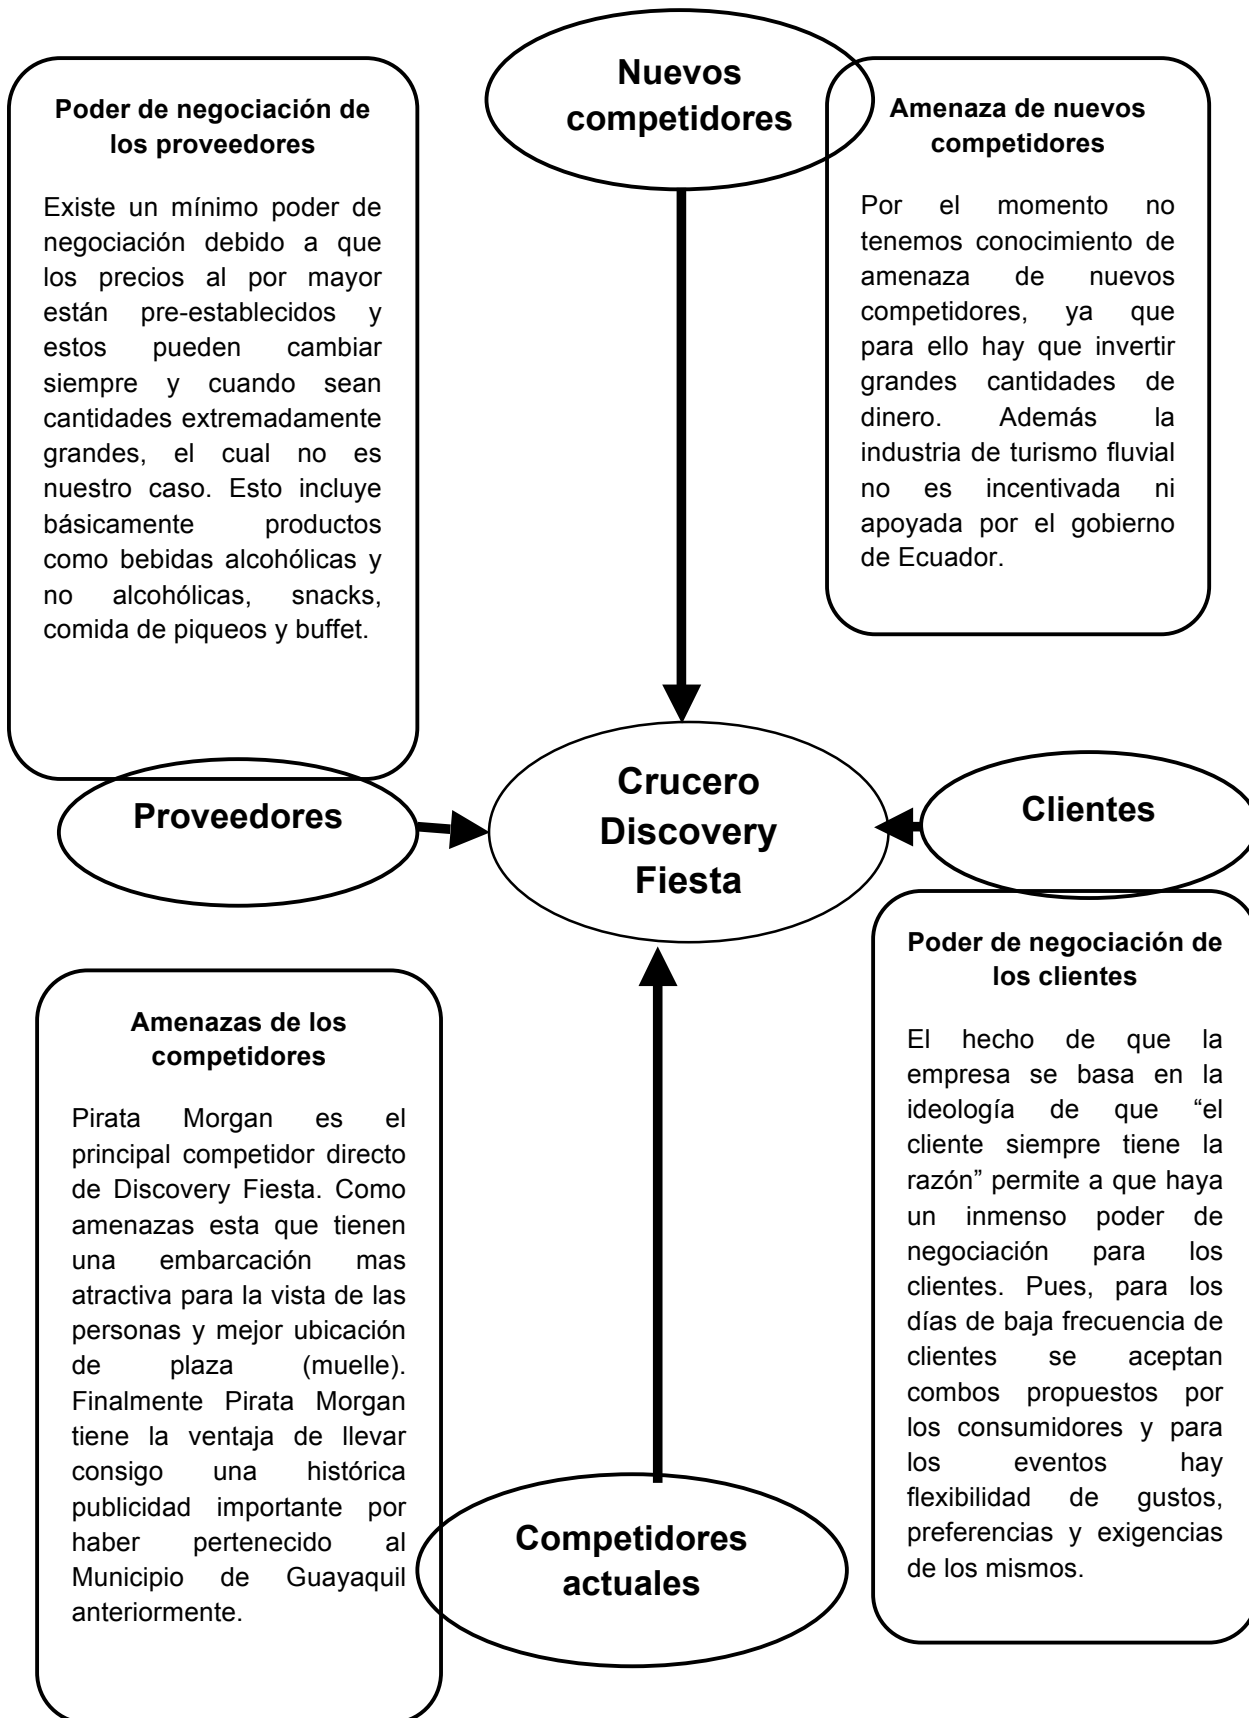 Nuevos
competidores
Poder de negociación de
los proveedores
Existe un mínimo poder de
negociación debido a que
los precios al por mayor
están pre-establecidos y
estos pueden cambiar
siempre y cuando sean
cantidades extremadamente
grandes, el cual no es
nuestro caso. Esto incluye
básicamente productos
como bebidas alcohólicas y
no alcohólicas, snacks,
comida de piqueos y buffet.
Amenaza de nuevos
competidores
Por el momento no
tenemos conocimiento de
amenaza de nuevos
competidores, ya que
para ello hay que invertir
grandes cantidades de
dinero. Además la
industria de turismo fluvial
no es incentivada ni
apoyada por el gobierno
de Ecuador.
Proveedores
Crucero
Discovery
Fiesta
Clientes
Amenazas de los
competidores
Pirata Morgan es el
principal competidor directo
de Discovery Fiesta. Como
amenazas esta que tienen
una embarcación mas
atractiva para la vista de las
personas y mejor ubicación
de plaza (muelle).
Finalmente Pirata Morgan
tiene la ventaja de llevar
consigo una histórica
publicidad importante por
haber pertenecido al
Municipio de Guayaquil
anteriormente.
Poder de negociación de
los clientes
El hecho de que la
empresa se basa en la
ideología de que “el
cliente siempre tiene la
razón” permite a que haya
un inmenso poder de
negociación para los
clientes. Pues, para los
días de baja frecuencia de
clientes se aceptan
combos propuestos por
los consumidores y para
los eventos hay
flexibilidad de gustos,
preferencias y exigencias
de los mismos.
Competidores
actuales